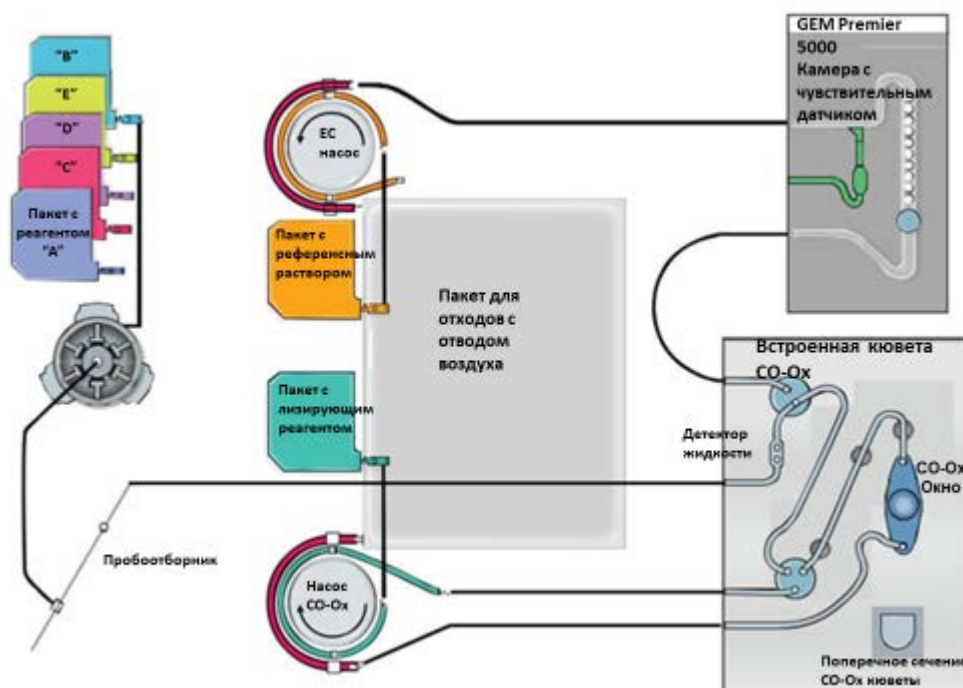 "B"
"E"
"D"
"C"
Пакет с
реагентом
"A"
Пробоотборник
ЕС
насос
Пакет с
референсным
раствором
Пакет с
лизирующим
реагентом
Насос
CO-Ox
Пакет для
отходов с
отводом
воздуха
GEM Premier
5000
Камера с
чувствительным
датчиком
Встроенная кювета
CO-Ox
Детектор
жидкости
CO-Ox
Окно
Поперечное сечение
CO-Ox кюветы